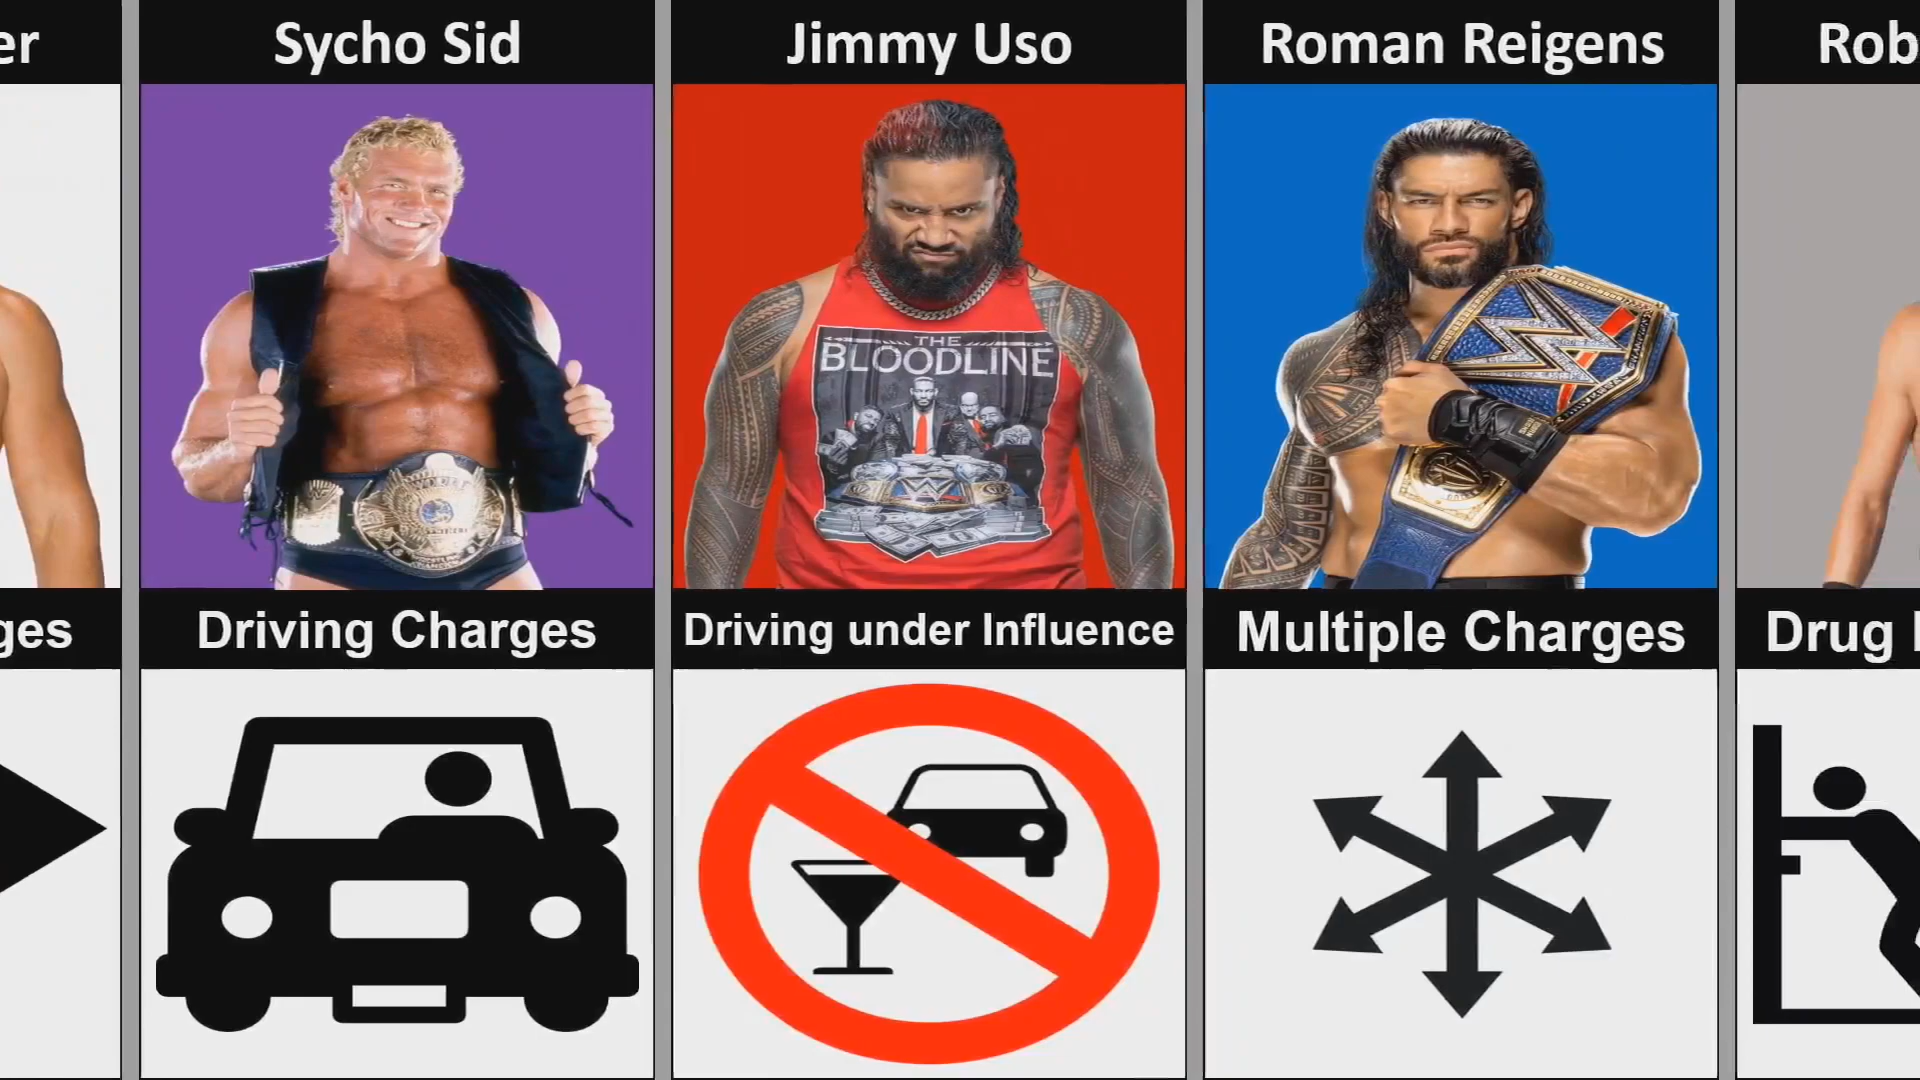 er
Sycho Sid
Jimmy Uso
Roman Reigens
Rob
THE
BLOODLINE
ges
Driving Charges
Driving under Influence
Multiple Charges
Drug